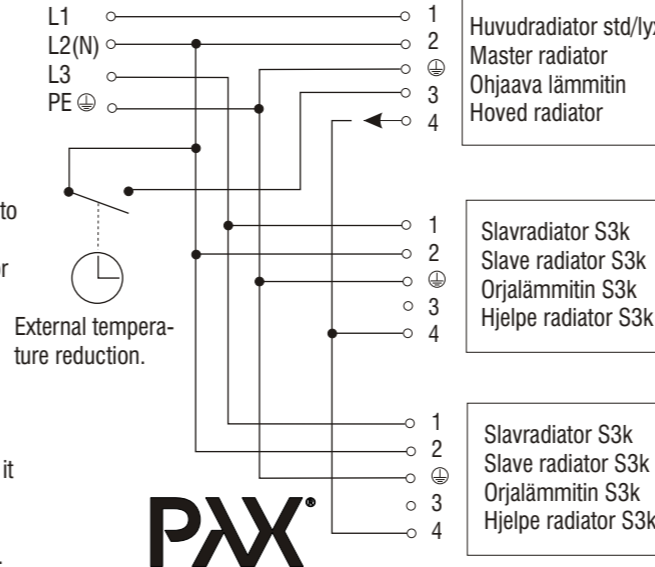 L1
L2(N)
L3
PE
1
2
3
4
Huvudradiator
Master radiator
Ohjaava lämmitin
Hoved radiator
to
or
External tempera-
ture reduction.
1
2
3
4
Slavradiator S3k
Slave radiator S3k
Orjalämmitin S3k
Hjelpe radiator S3k
it
1
2
3
4
Slavradiator S3k
Slave radiator S3k
Orjalämmitin S3k
Hjelpe radiator S3k
PAX®